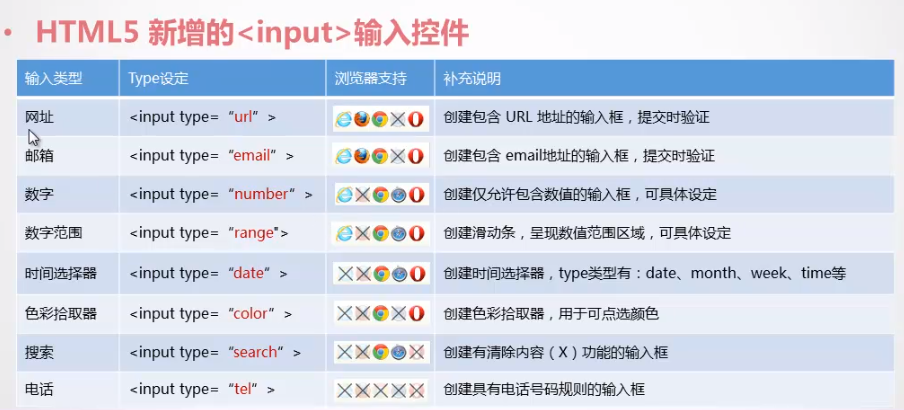 • HTML5 新增的<input>输入控件
输入类型 Type设定 浏览器支持 补充说明
网址 <input type= “url” > 创建包含 URL 地址的输入框，提交时验证
邮箱 <input type= “email” > 创建包含 email地址的输入框，提交时验证
数字 <input type= “number” > 创建仅允许包含数值的输入框，可具体设定
数字范围 <input type= “range"> 创建滑动条，呈现数值范围区域，可具体设定
时间选择器 <input type= “date” > 创建时间选择器，type类型有：date、month、week、time等
色彩拾取器 <input type= “color” > 创建色彩拾取器，用于可点选颜色
搜索 <input type= “search” > 创建有清除内容（X）功能的输入框
电话 <input type= “tel” > 创建具有电话号码规则的输入框